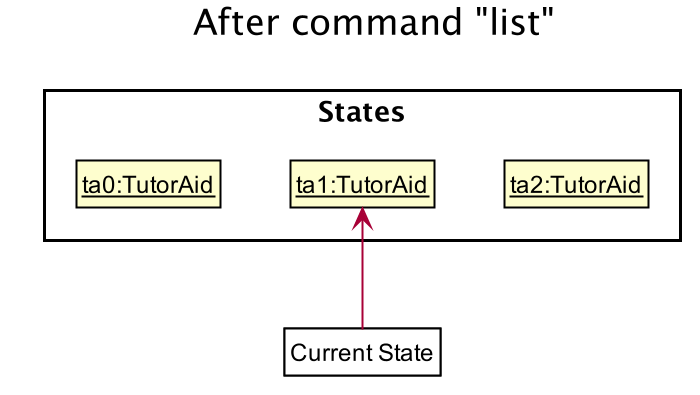 After command "list"
States
ta0:TutorAid
ta1:TutorAid
ta2:TutorAid
Current State